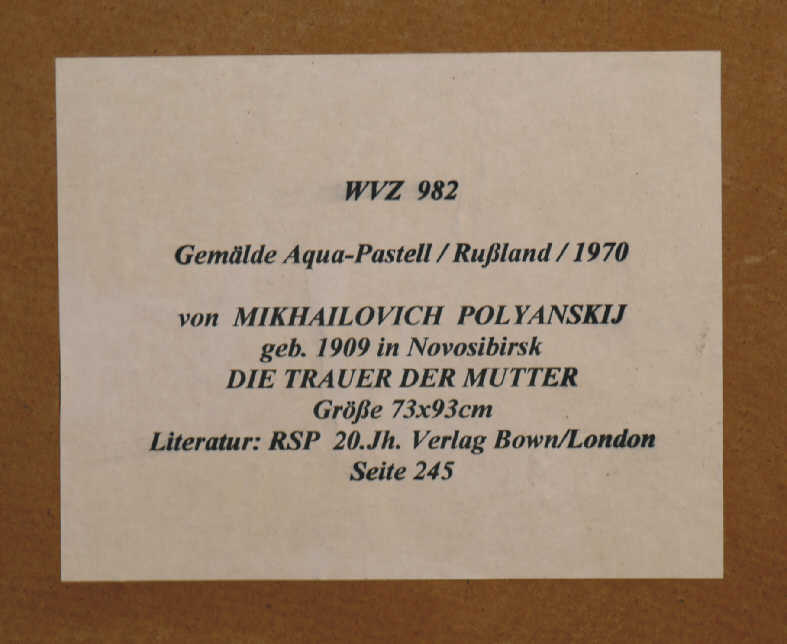 WVZ 982
Gemälde Aqua-Pastell / Rußland / 1970
von MIKHAILOVICH POLYANSKIJ
geb. 1909 in Novosibirsk
DIE TRAUER DER MUTTER
Größe 73x93cm
Literatur: RSP 20.Jh. Verlag Bown/London
Seite 245